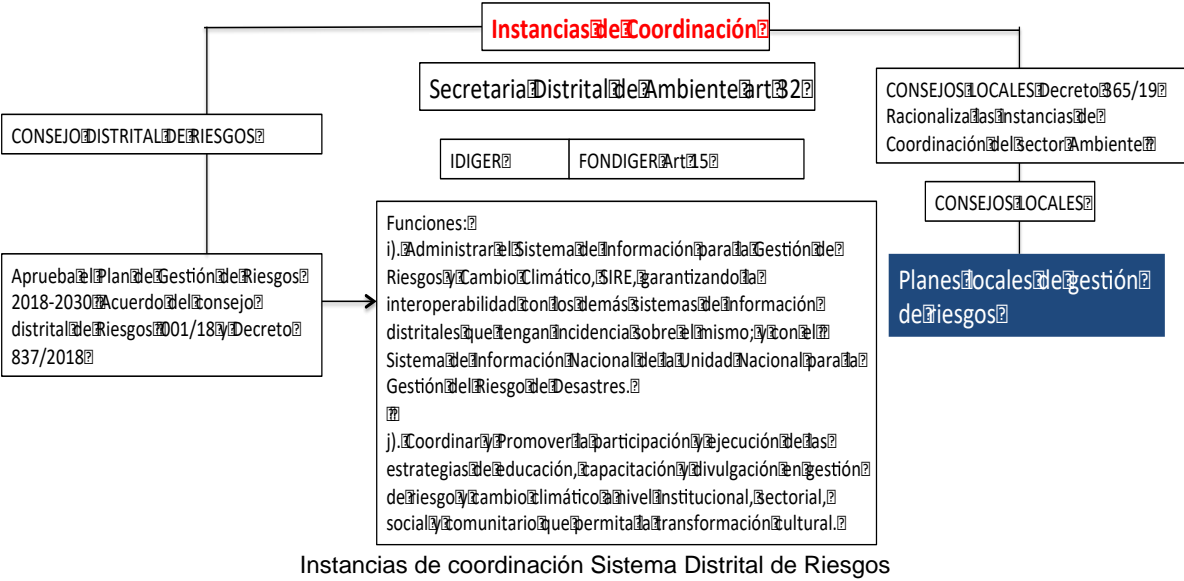 Instancias de Coordinación
Secretaria Distrital de Ambiente art 32
CONSEJO DISTRITAL DE RIESGOS
IDIGER
FONDIGER Art 15
CONSEJOS LOCALES Decreto 365/19
Racionaliza las Instancias de
Coordinación del sector Ambiente
CONSEJOS LOCALES
Aprueba el Plan de Gestión de Riesgos
2018-2030 Acuerdo del consejo
distrital de Riesgos 001/18 y Decreto
837/2018
Funciones:
i). Administrar el Sistema de Información para la Gestión de
Riesgos y Cambio Climático, SIRE, garantizando la
interoperabilidad con los demás sistemas de información
distritales que tengan incidencia sobre el mismo; y con el
Sistema de Información Nacional de la Unidad Nacional para la
Gestión del Riesgo de Desastres.
j). Coordinar y Promover la participación y ejecución de las
estrategias de educación, capacitación y divulgación en gestión
de riesgo y cambio climático a nivel institucional, sectorial,
social y comunitario que permita la transformación cultural.
Planes locales de gestión
de riesgos
Instancias de coordinación Sistema Distrital de Riesgos